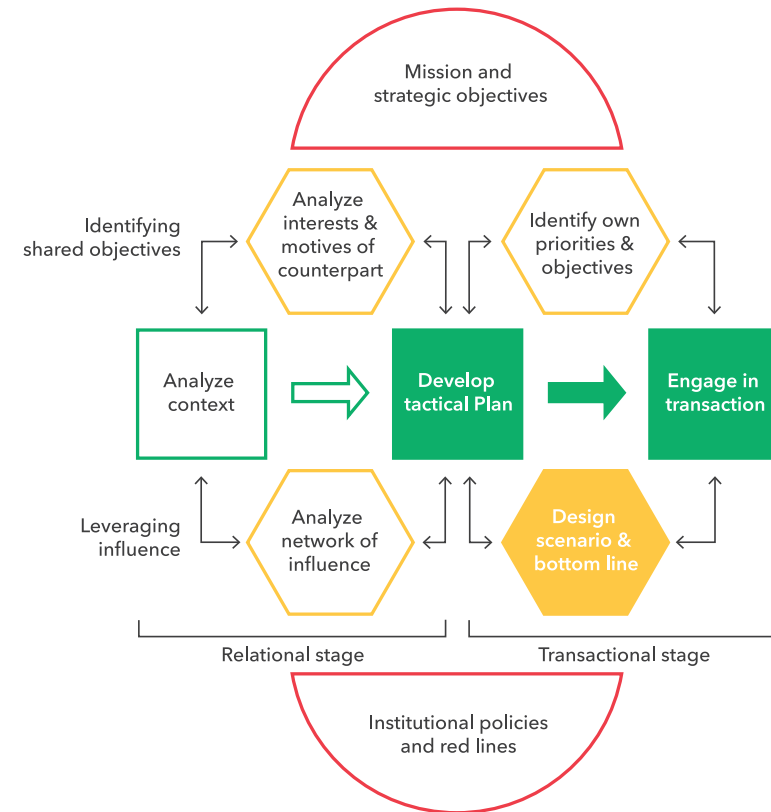 Mission and
strategic objectives
Identifying
shared objectives
Analyze
interests &
motives of
counterpart
Identify own
priorities &
objectives
Analyze
context
Develop
tactical Plan
Engage in
transaction
Leveraging
influence
Analyze
network of
influence
Design
scenario &
bottom line
Relational stage
Transactional stage
Institutional policies
and red lines